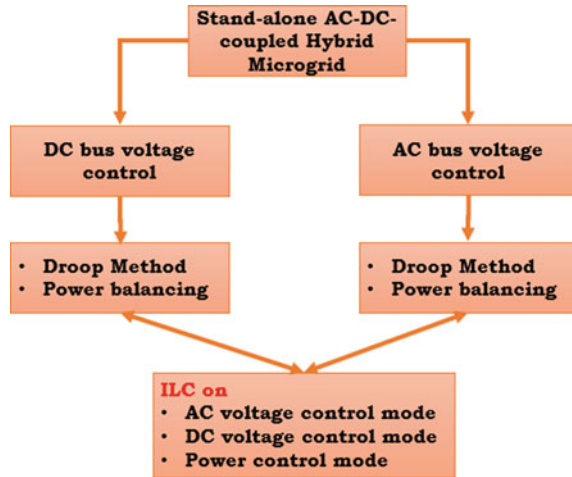 Stand-alone AC-DC-
coupled Hybrid
Microgrid
DC bus voltage
control
AC bus voltage
control
• Droop Method
• Power balancing
• Droop Method
• Power balancing
ILC on
• AC voltage control mode
• DC voltage control mode
• Power control mode